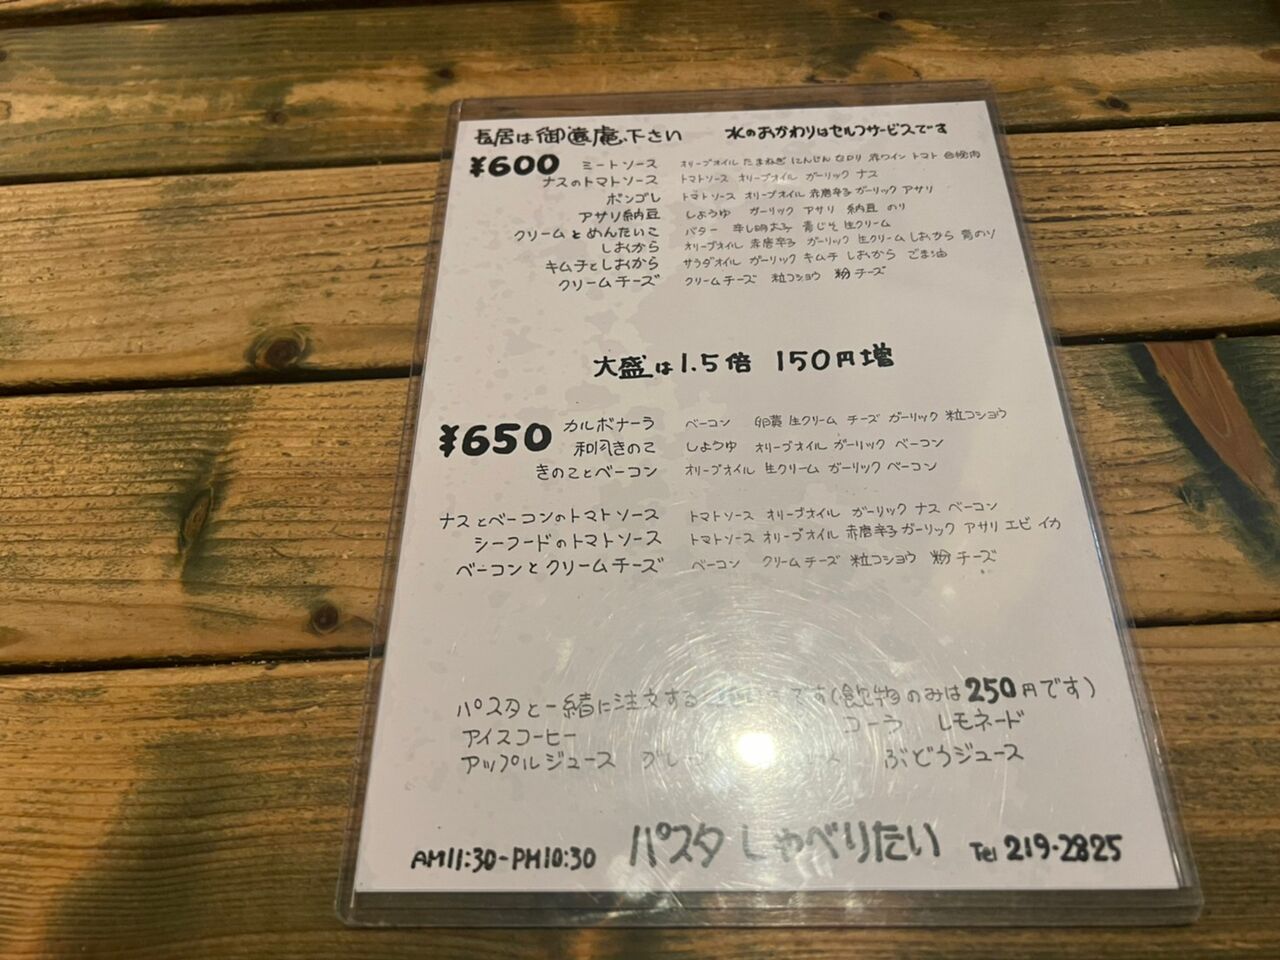 長居は御遠慮下さい 水のおかわりはセルフサービスです
¥600 ミートソース オリーブオイル たまねぎ にんじん セロリ 赤ワイン トマト 合挽肉
ナスのトマトソース トマトソース オリーブオイル ガーリック ナス
ボンゴレ トマトソース オリーブオイル 赤唐辛子 ガーリック アサリ
アサリ納豆 しょうゆ ガーリック アサリ 納豆 のり
クリームとめんたいこ バター 辛し明太子 青じそ 生クリーム
しおから オリーブオイル 赤唐辛子 ガーリック 生クリーム しおから 青のり
キムチとしおから サラダオイル ガーリック キムチ しおから ごま油
クリームチーズ クリームチーズ 粒コショウ 粉チーズ
大盛は1.5倍 150円増
¥650 カルボナーラ ベーコン 卵黄 生クリーム チーズ ガーリック 粒コショウ
和風きのこ しょうゆ オリーブオイル ガーリック ベーコン
きのことベーコン オリーブオイル 生クリーム ガーリック ベーコン
ナスとベーコンのトマトソース トマトソース オリーブオイル ガーリック ナス ベーコン
シーフードのトマトソース トマトソース オリーブオイル 赤唐辛子 ガーリック アサリ エビ イカ
ベーコンとクリームチーズ ベーコン クリームチーズ 粒コショウ 粉チーズ
パスタと一緒に注文する です(飲物のみは250円です)
アイスコーヒー コーラ レモネード
アップルジュース ぶどうジュース
AM11:30-PM10:30 パスタ しゃべりたい Tel 219-2825